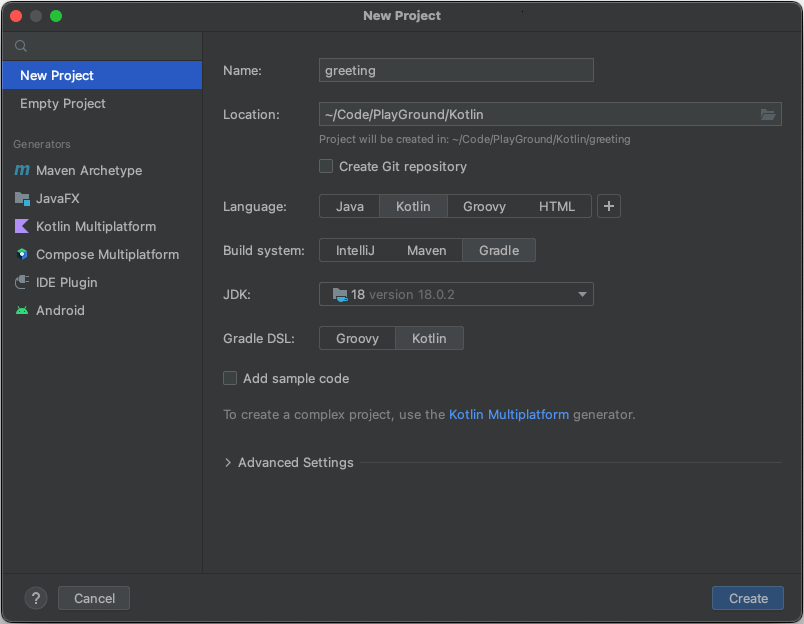 New Project
New Project
Empty Project
Generators
m Maven Archetype
JavaFX
Kotlin Multiplatform
Compose Multiplatform
IDE Plugin
Android
Name: greeting
Location: ~/Code/PlayGround/Kotlin
Project will be created in: ~/Code/PlayGround/Kotlin/greeting
Create Git repository
Language: Java Kotlin Groovy HTML +
Build system: IntelliJ Maven Gradle
JDK: 18 version 18.0.2
Gradle DSL: Groovy Kotlin
Add sample code
To create a complex project, use the Kotlin Multiplatform generator.
Advanced Settings
? Cancel Create